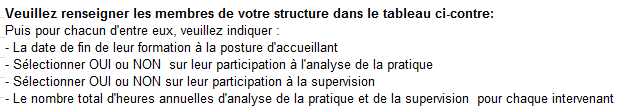 Veuillez renseigner les membres de votre structure dans le tableau ci-contre:
Puis pour chacun d'entre eux, veuillez indiquer :
- La date de fin de leur formation à la posture d'accueillant
- Sélectionner OUI ou NON  sur leur participation à l'analyse de la pratique
- Sélectionner OUI ou NON sur leur participation à la supervision
- Le nombre total d'heures annuelles d'analyse de la pratique et de la supervision  pour chaque intervenant